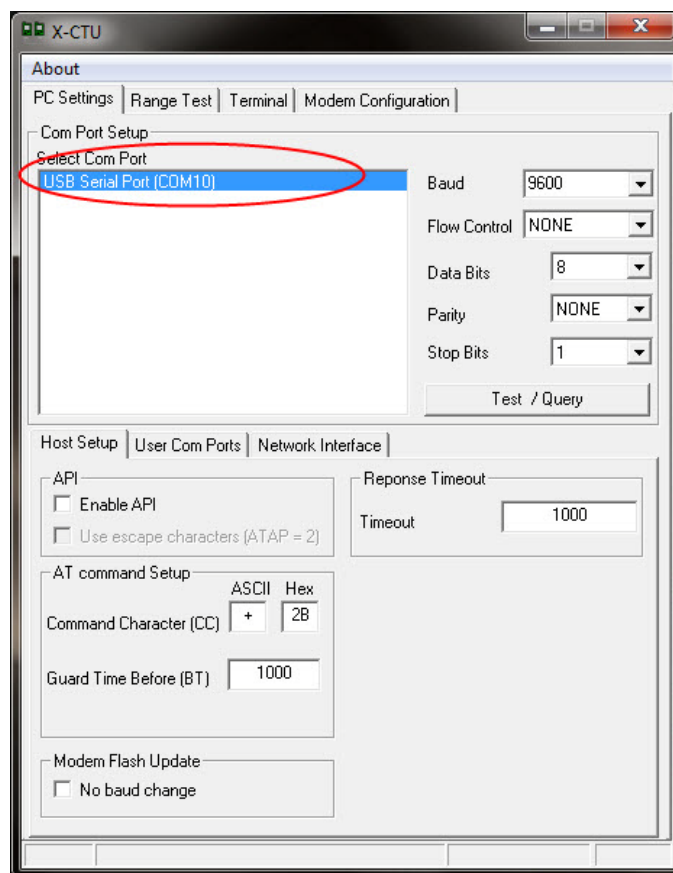 X-CTU
About
PC Settings Range Test Terminal Modem Configuration
Com Port Setup
Select Com Port
USB Serial Port (COM10)
Baud 9600
Flow Control NONE
Data Bits 8
Parity NONE
Stop Bits 1
Test / Query
Host Setup User Com Ports Network Interface
API
Enable API
Use escape characters (ATAP = 2)
Reponse Timeout
Timeout 1000
AT command Setup
ASCII Hex
Command Character (CC) + 2B
Guard Time Before (BT) 1000
Modem Flash Update
No baud change